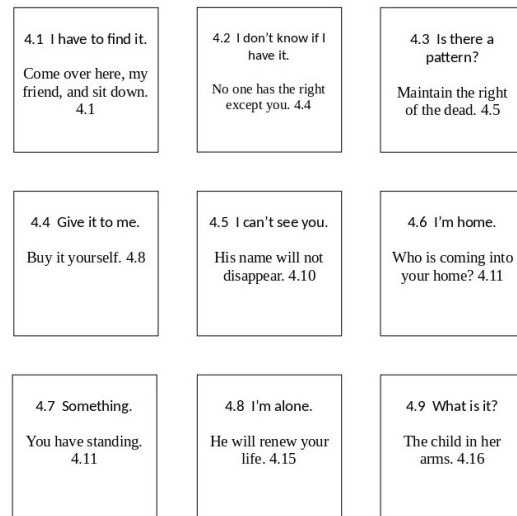 4.1 I have to find it.
Come over here, my
friend, and sit down.
4.1
4.2 I don't know if I
have it.
No one has the right
except you. 4.4
4.3 Is there a
pattern?
Maintain the right
of the dead. 4.5
4.4 Give it to me.
Buy it yourself. 4.8
4.5 I can't see you.
His name will not
disappear. 4.10
4.6 I'm home.
Who is coming into
your home? 4.11
4.7 Something.
You have standing.
4.11
4.8 I'm alone.
He will renew your
life. 4.15
4.9 What is it?
The child in her
arms. 4.16